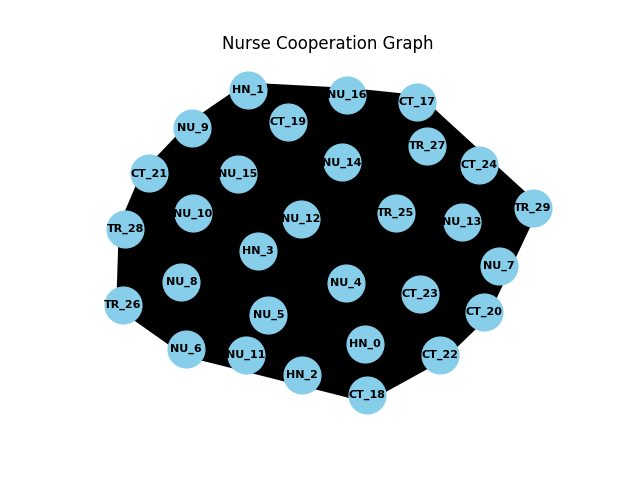 Nurse Cooperation Graph
HN_1
NU_16
CT_17
CT_19
NU_9
TR_27
NU_14
CT_24
CT_21
NU_15
TR_29
NU_10
TR_25
NU_12
NU_13
TR_28
HN_3
NU_7
NU_8
NU_4
CT_23
TR_26
CT_20
NU_5
HN_0
NU_6
NU_11
CT_22
HN_2
CT_18